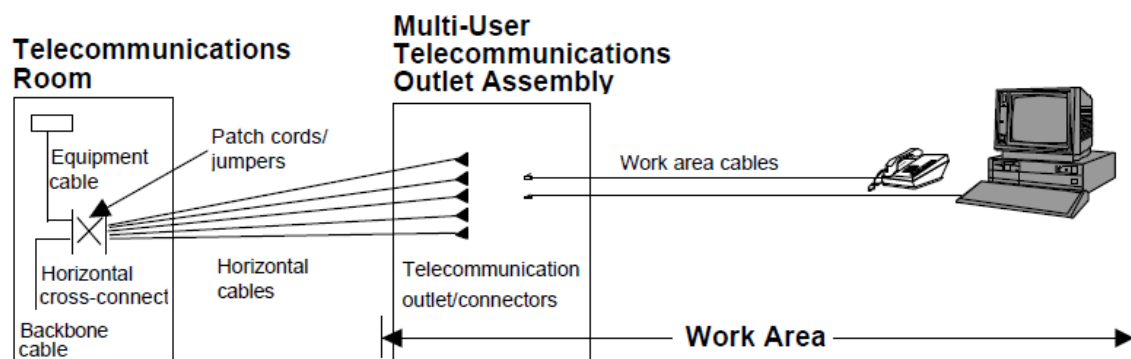 Telecommunications
Room
Multi-User
Telecommunications
Outlet Assembly
Equipment
cable
Patch cords/
jumpers
Work area cables
Horizontal
cross-connect
Horizontal
cables
Telecommunication
outlet/connectors
Backbone
cable
Work Area